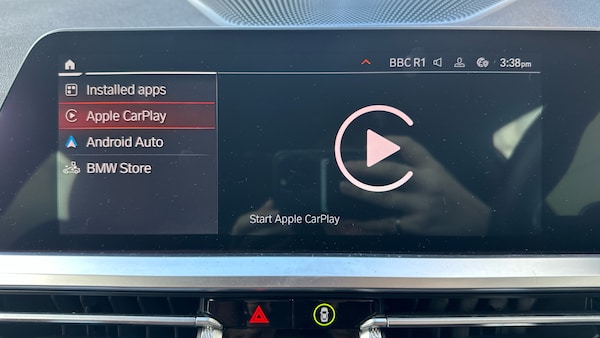 BBC R1 3:38pm
Installed apps
Apple CarPlay
Android Auto
BMW Store
Start Apple CarPlay